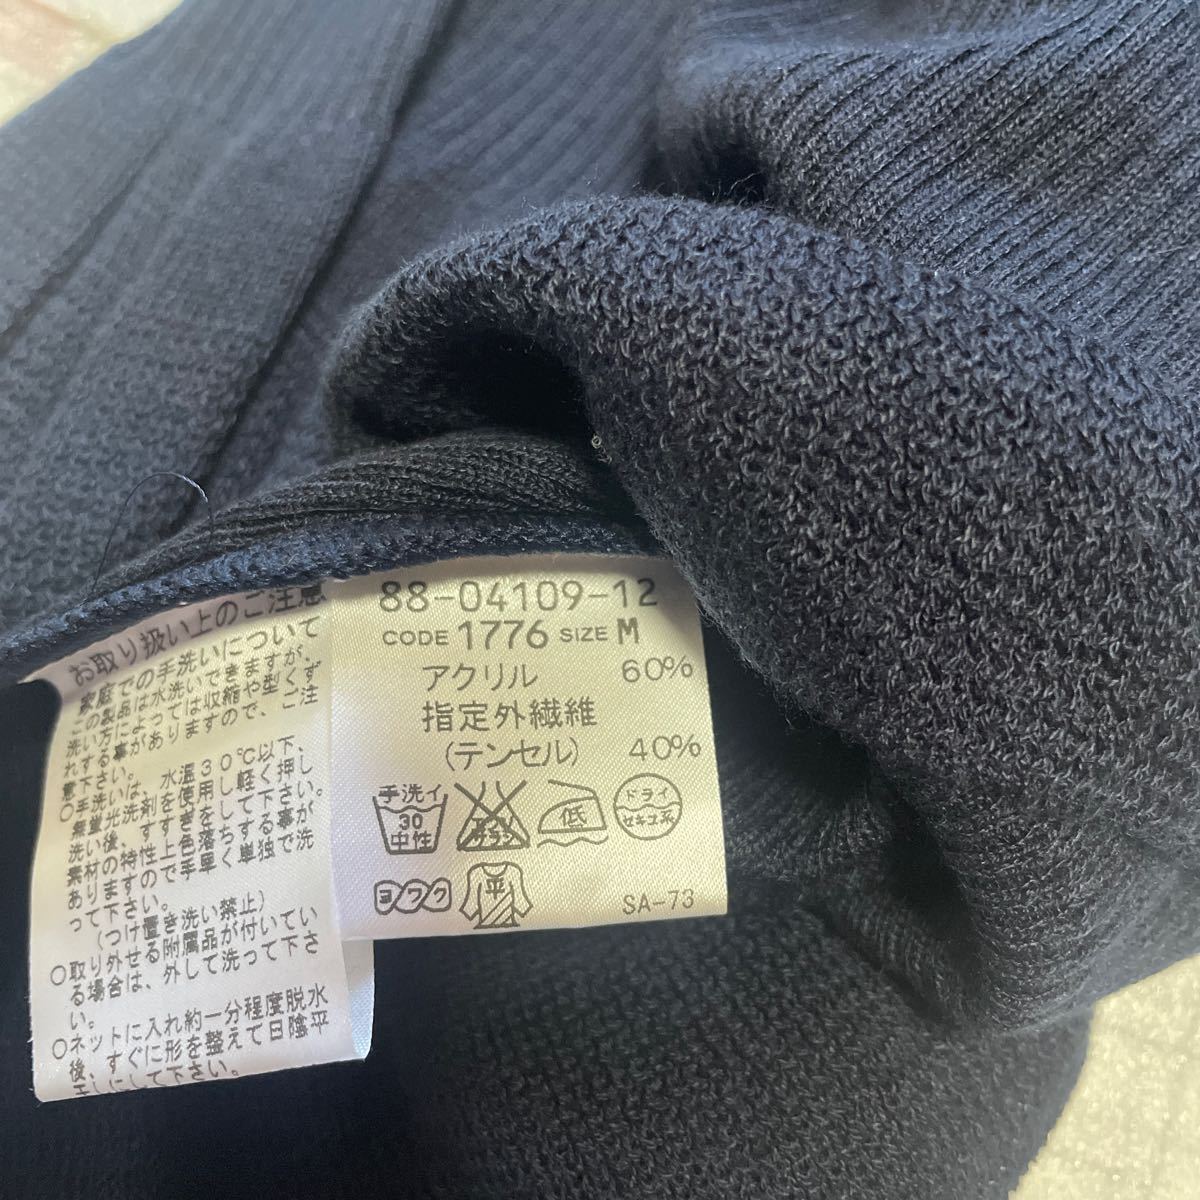 お取り扱い上のご注意
家庭での手洗いについて
この製品は水洗いできますが、
洗い方によっては収縮や型くず
れする事がありますので、ご注
意下さい。
○手洗いは、水温30℃以下、
蛍光洗剤を使用し軽く押し
洗い後、すすぎをして下さい。
素材の特性上色落ちする事が
ありますので手早く単独で洗
って下さい。
(つけ置き洗い禁止)
○取り外せる附属品が付いてい
る場合は、外して洗って下さ
い。
○ネットに入れ約一分程度脱水
後、すぐに形を整えて日陰平
干しにして下さい。
88-04109-12
CODE 1776 SIZE M
アクリル 60%
指定外繊維
(テンセル) 40%
手洗イ
30
中性
エンソ
サラシ
低
ドライ
セキユ系
ヨワク
平
SA-73